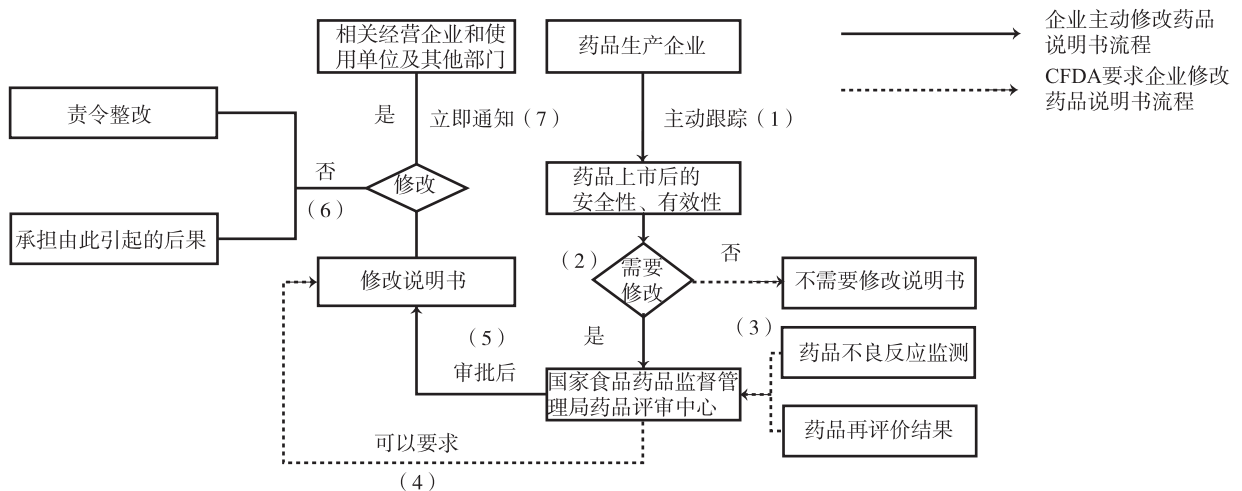 相关经营企业和使
用单位及其他部门
药品生产企业
企业主动修改药品
说明书流程
CFDA要求企业修改
药品说明书流程
责令整改
是
立即通知（7）
主动跟踪（1）
否
（6）
修改
药品上市后的
安全性、有效性
承担由此引起的后果
（2）
需要
修改
否
修改说明书
不需要修改说明书
（5）
审批后
是
（3）
药品不良反应监测
国家食品药品监督管
理局药品评审中心
药品再评价结果
可以要求
（4）